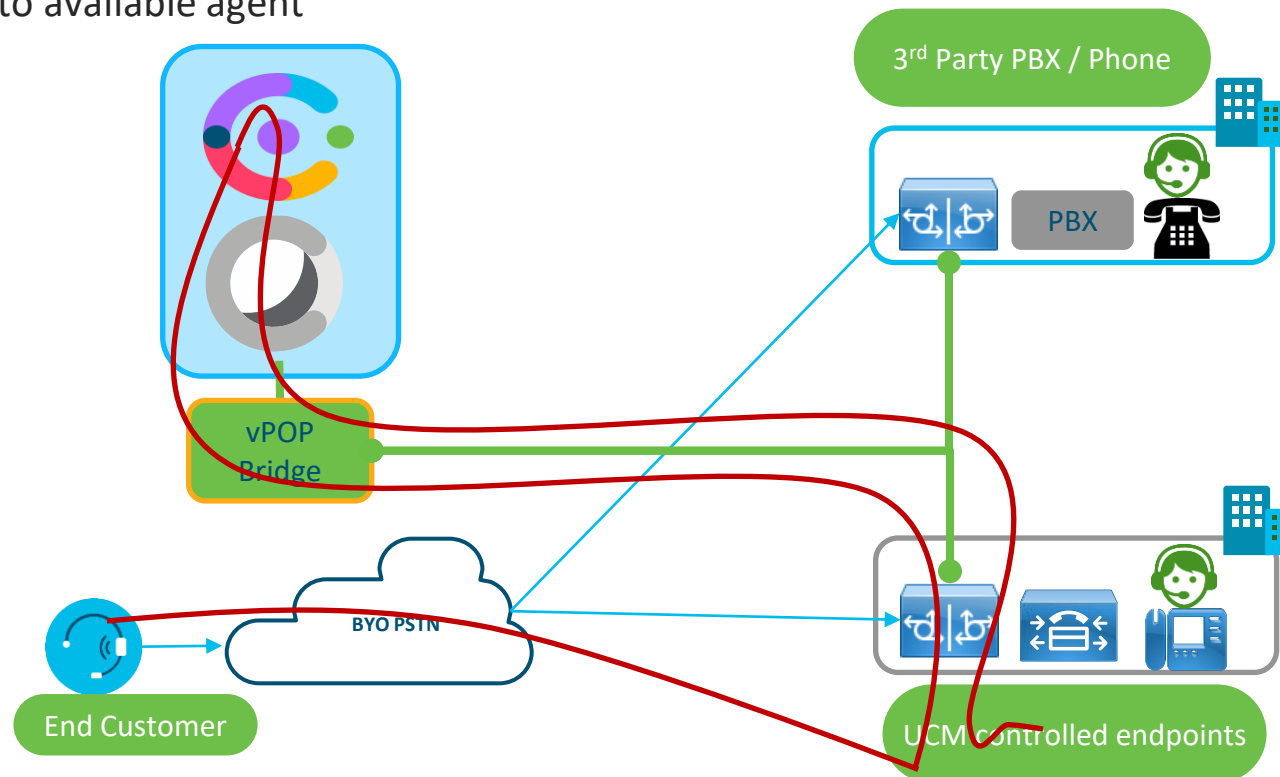 to available agent
3rd Party PBX / Phone
PBX
vPOP
Bridge
BYO PSTN
End Customer
UCM controlled endpoints